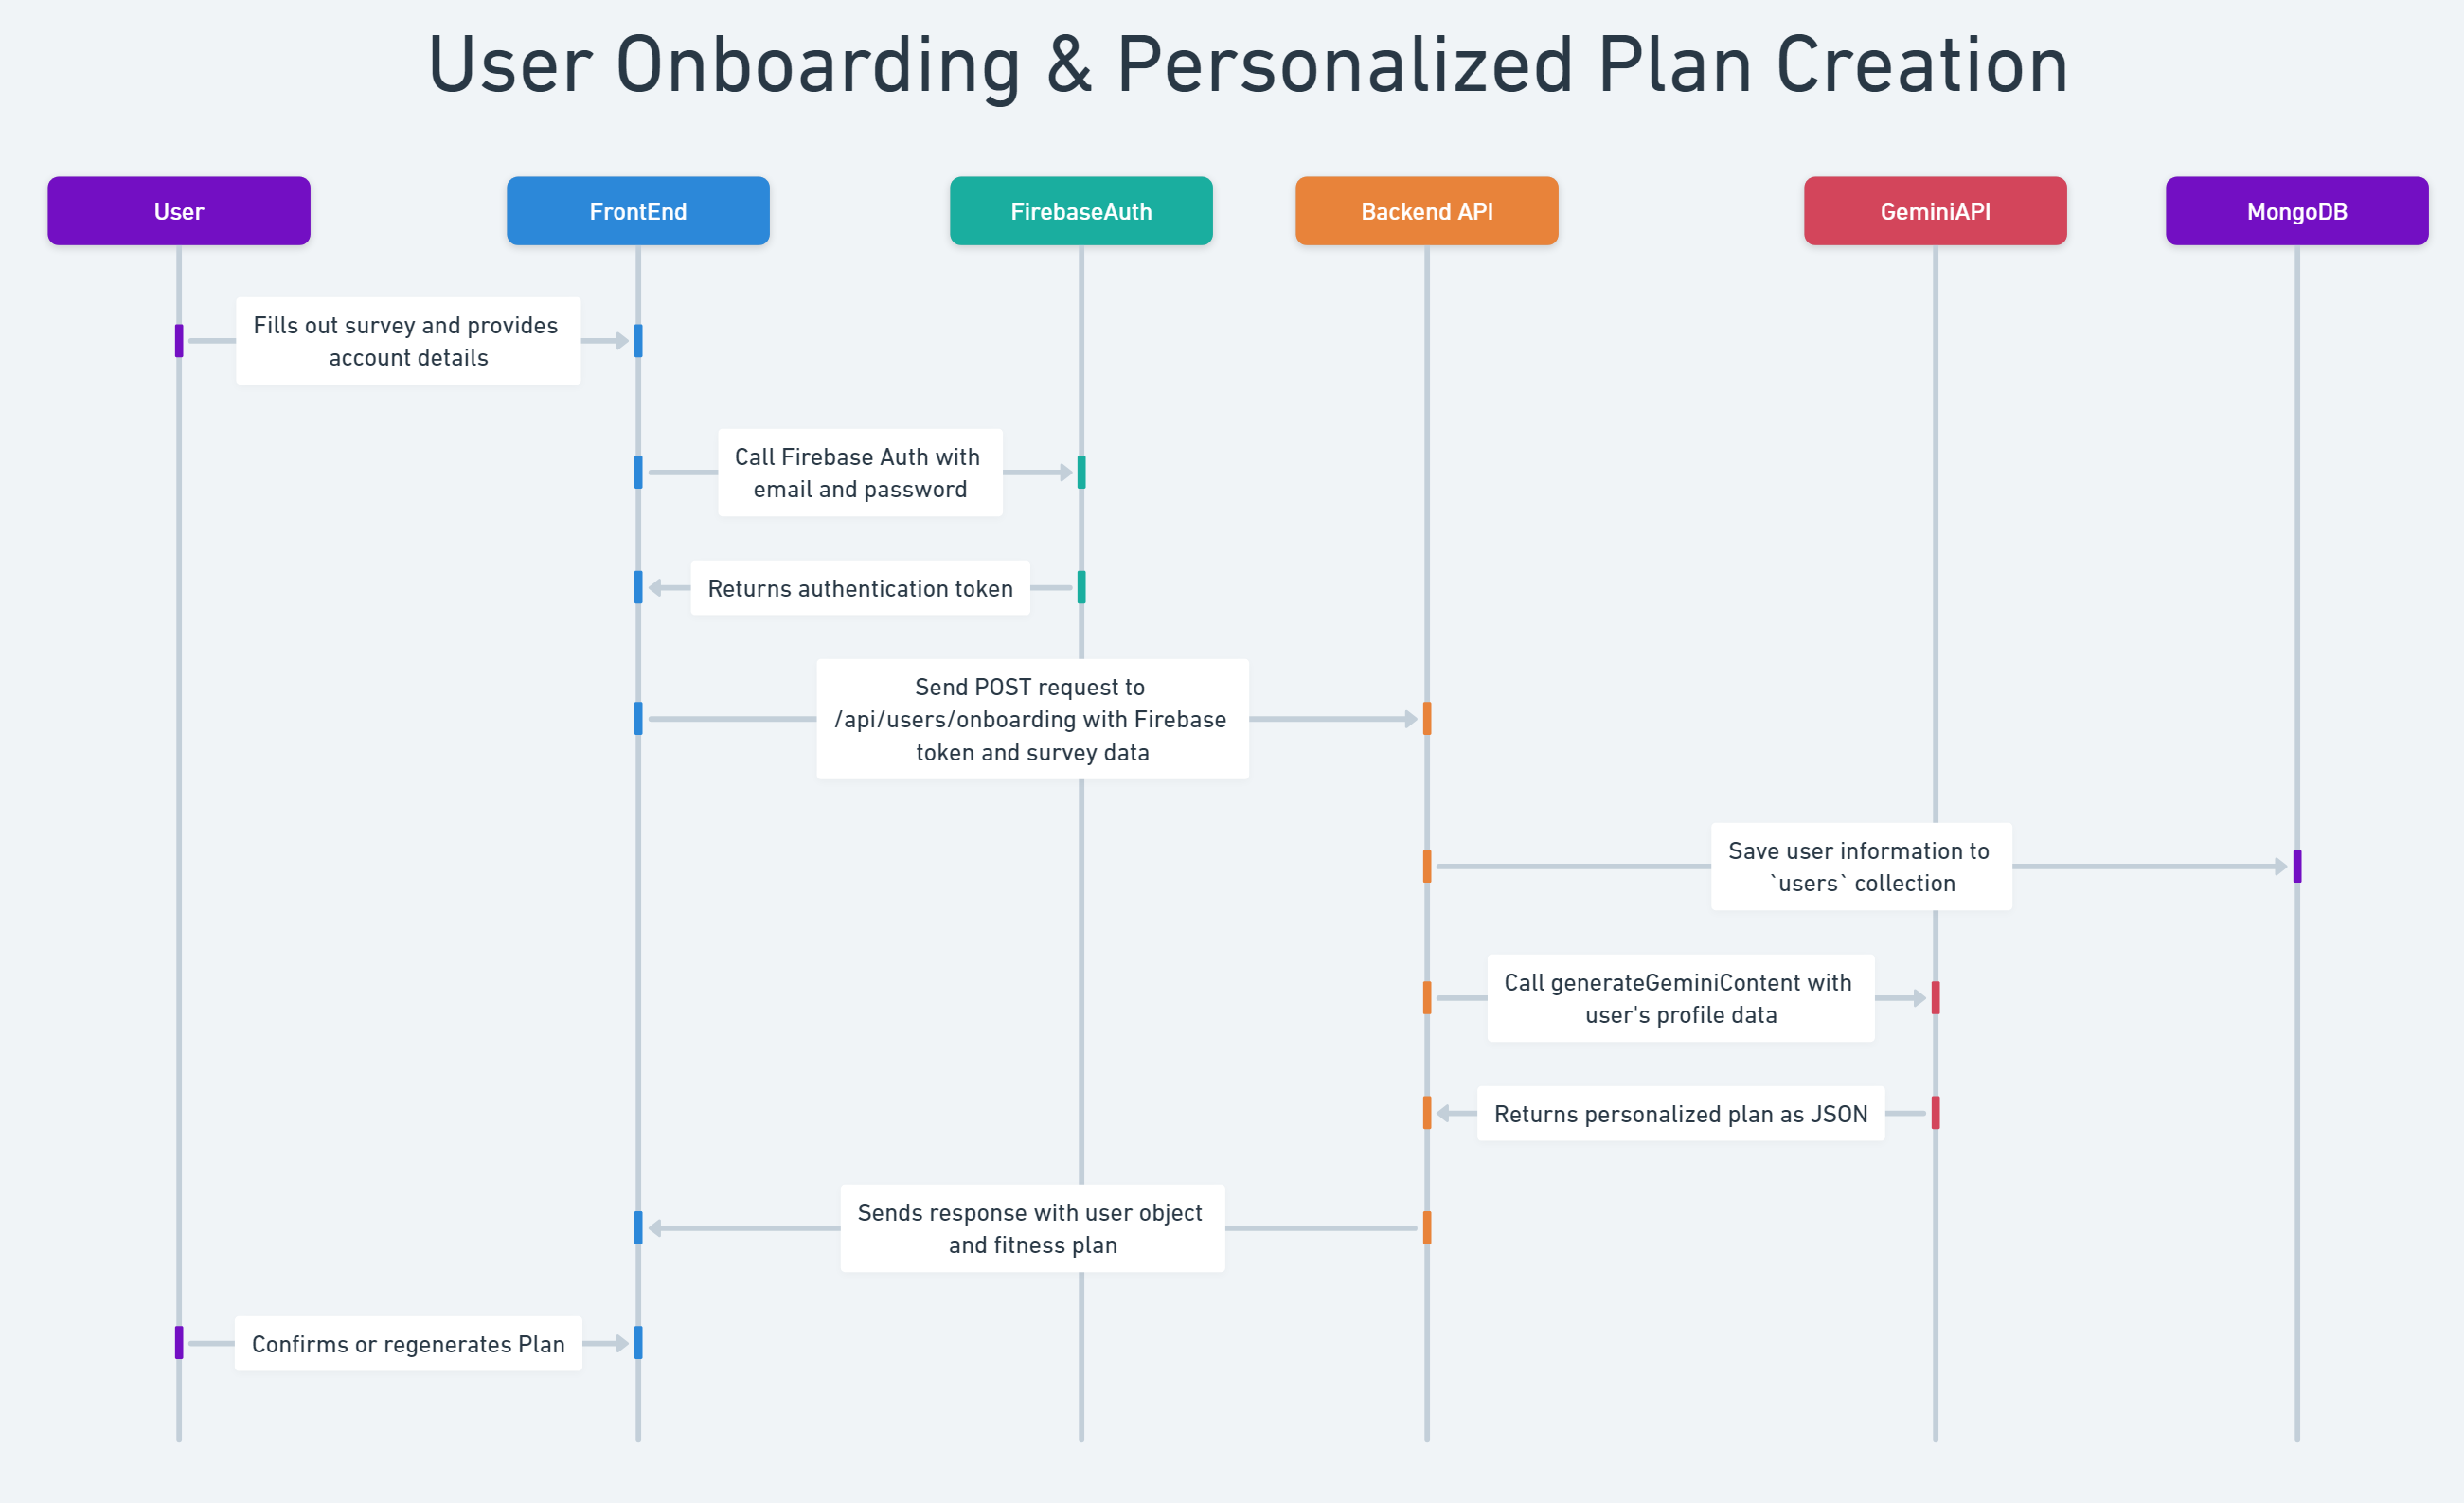 User Onboarding & Personalized Plan Creation
User
FrontEnd
FirebaseAuth
Backend API
GeminiAPI
MongoDB
Fills out survey and provides
account details
Call Firebase Auth with
email and password
Returns authentication token
Send POST request to
/api/users/onboarding with Firebase
token and survey data
Save user information to
`users` collection
Call generateGeminiContent with
user's profile data
Returns personalized plan as JSON
Sends response with user object
and fitness plan
Confirms or regenerates Plan